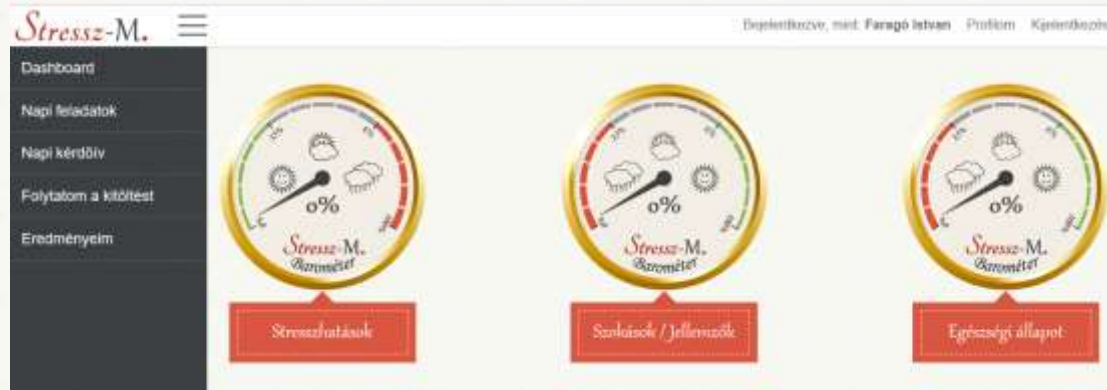 Stressz-M.
Bejelentkezve, mint: Faragó István Profilom Kijelentkezés
Dashboard
Napi feladatok
Napi kérdőív
Folytatom a kitöltést
Eredményeim
0%
Stressz-M.
Barométer
Stresszhatások
0%
Stressz-M.
Barométer
Szokások / Jellemzők
0%
Stressz-M.
Barométer
Egészségi állapot